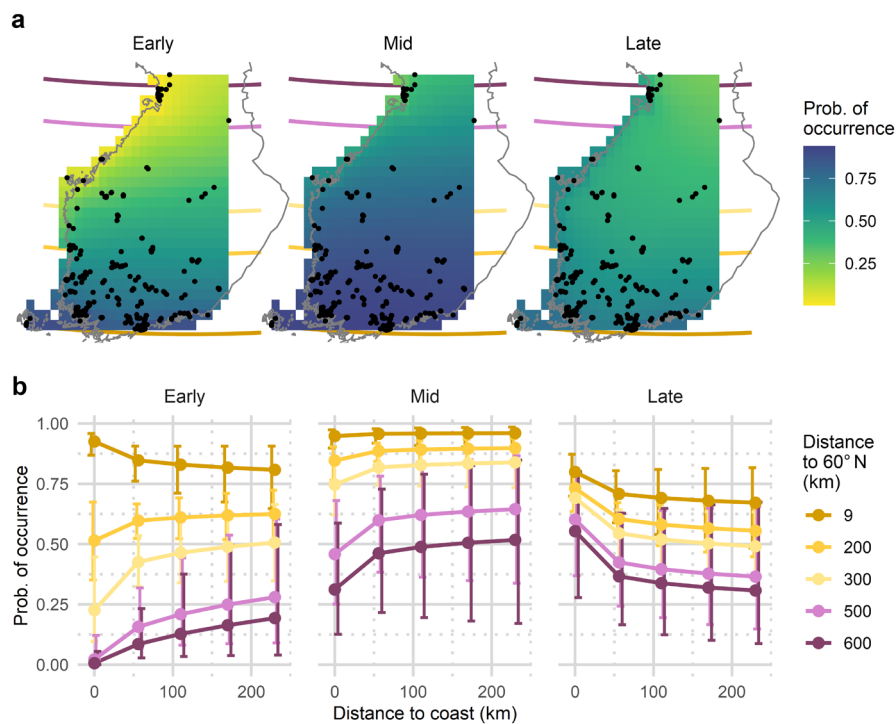 a
Early
Mid
Late
Prob. of
occurrence
0.75
0.50
0.25
b
Early
Mid
Late
1.00
0.75
0.50
0.25
0.00
Prob. of occurrence
0
100
200
0
100
200
0
100
200
Distance to coast (km)
Distance
to 60° N
(km)
9
200
300
500
600